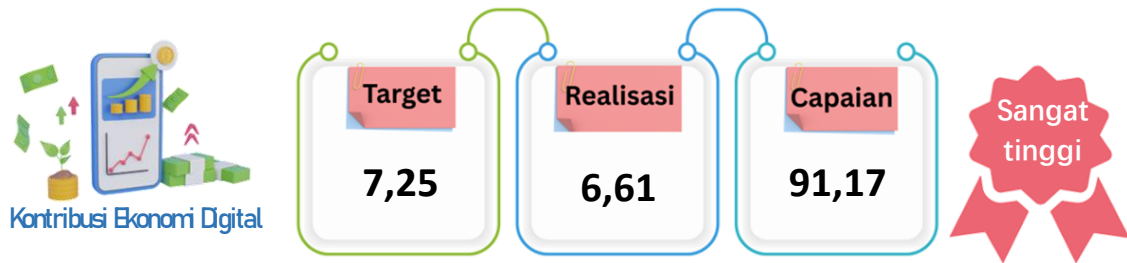 Target
Realisasi
Capaian
Sangat
tinggi
7,25
6,61
91,17
Kontribusi Ekonomi Digital